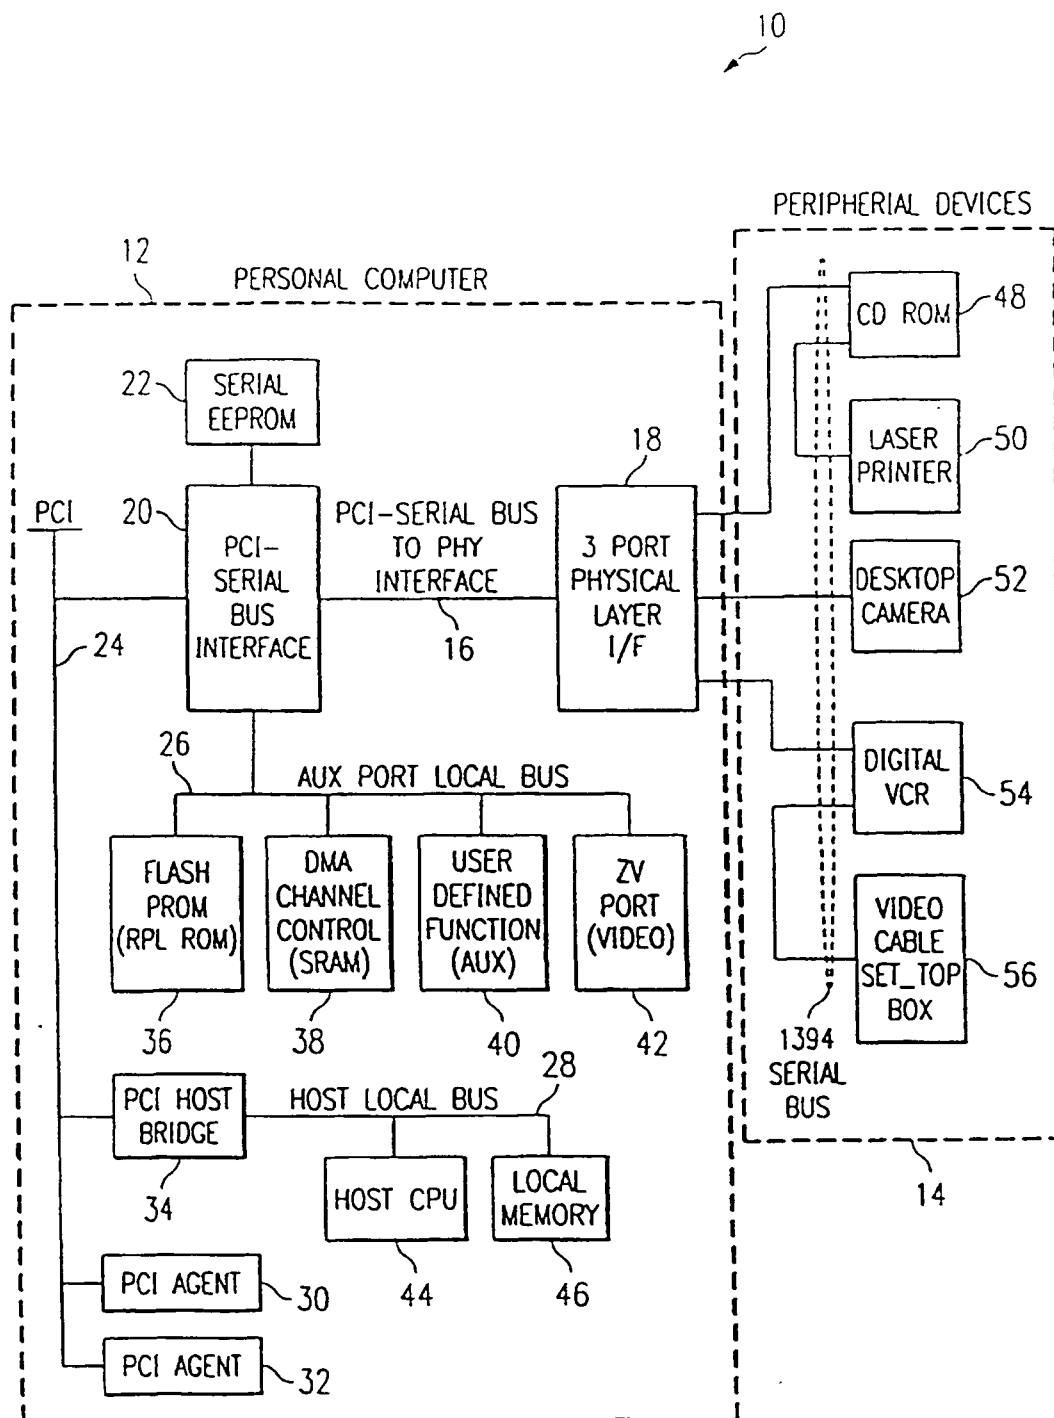 10
PERIPHERIAL DEVICES
12
PERSONAL COMPUTER
CD ROM
48
22
SERIAL
EEPROM
LASER
PRINTER
50
18
PCI
20
PCI-
SERIAL
BUS
INTERFACE
PCI-SERIAL BUS
TO PHY
INTERFACE
16
3 PORT
PHYSICAL
LAYER
I/F
DESKTOP
CAMERA
52
24
26
AUX PORT LOCAL BUS
DIGITAL
VCR
54
FLASH
PROM
(RPL ROM)
DMA
CHANNEL
CONTROL
(SRAM)
USER
DEFINED
FUNCTION
(AUX)
ZV
PORT
(VIDEO)
VIDEO
CABLE
SET_TOP
BOX
56
36
38
40
42
1394
SERIAL
BUS
28
PCI HOST
BRIDGE
HOST LOCAL BUS
34
HOST CPU
LOCAL
MEMORY
14
44
46
PCI AGENT
30
PCI AGENT
32